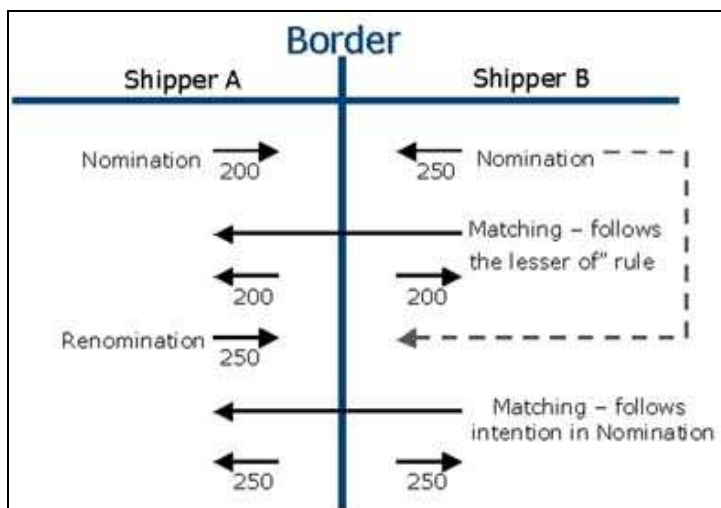 Border
Shipper A Shipper B
Nomination 200 250 Nomination
Matching – follows
the lesser of" rule
200 200
Renomination 250
Matching – follows
intention in Nomination
250 250